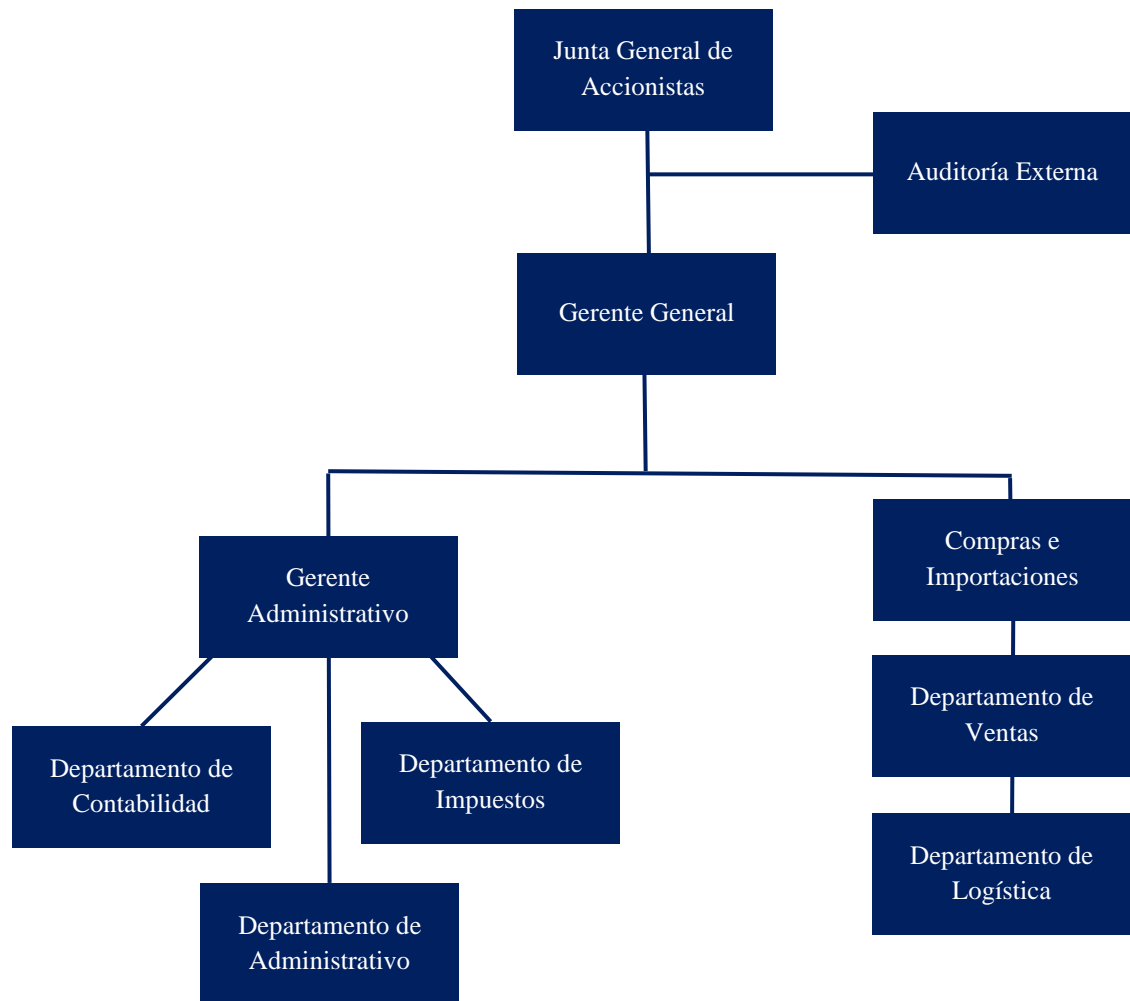 Junta General de
Accionistas
Auditoría Externa
Gerente General
Gerente
Administrativo
Compras e
Importaciones
Departamento de
Contabilidad
Departamento de
Impuestos
Departamento de
Administrativo
Departamento de
Ventas
Departamento de
Logística